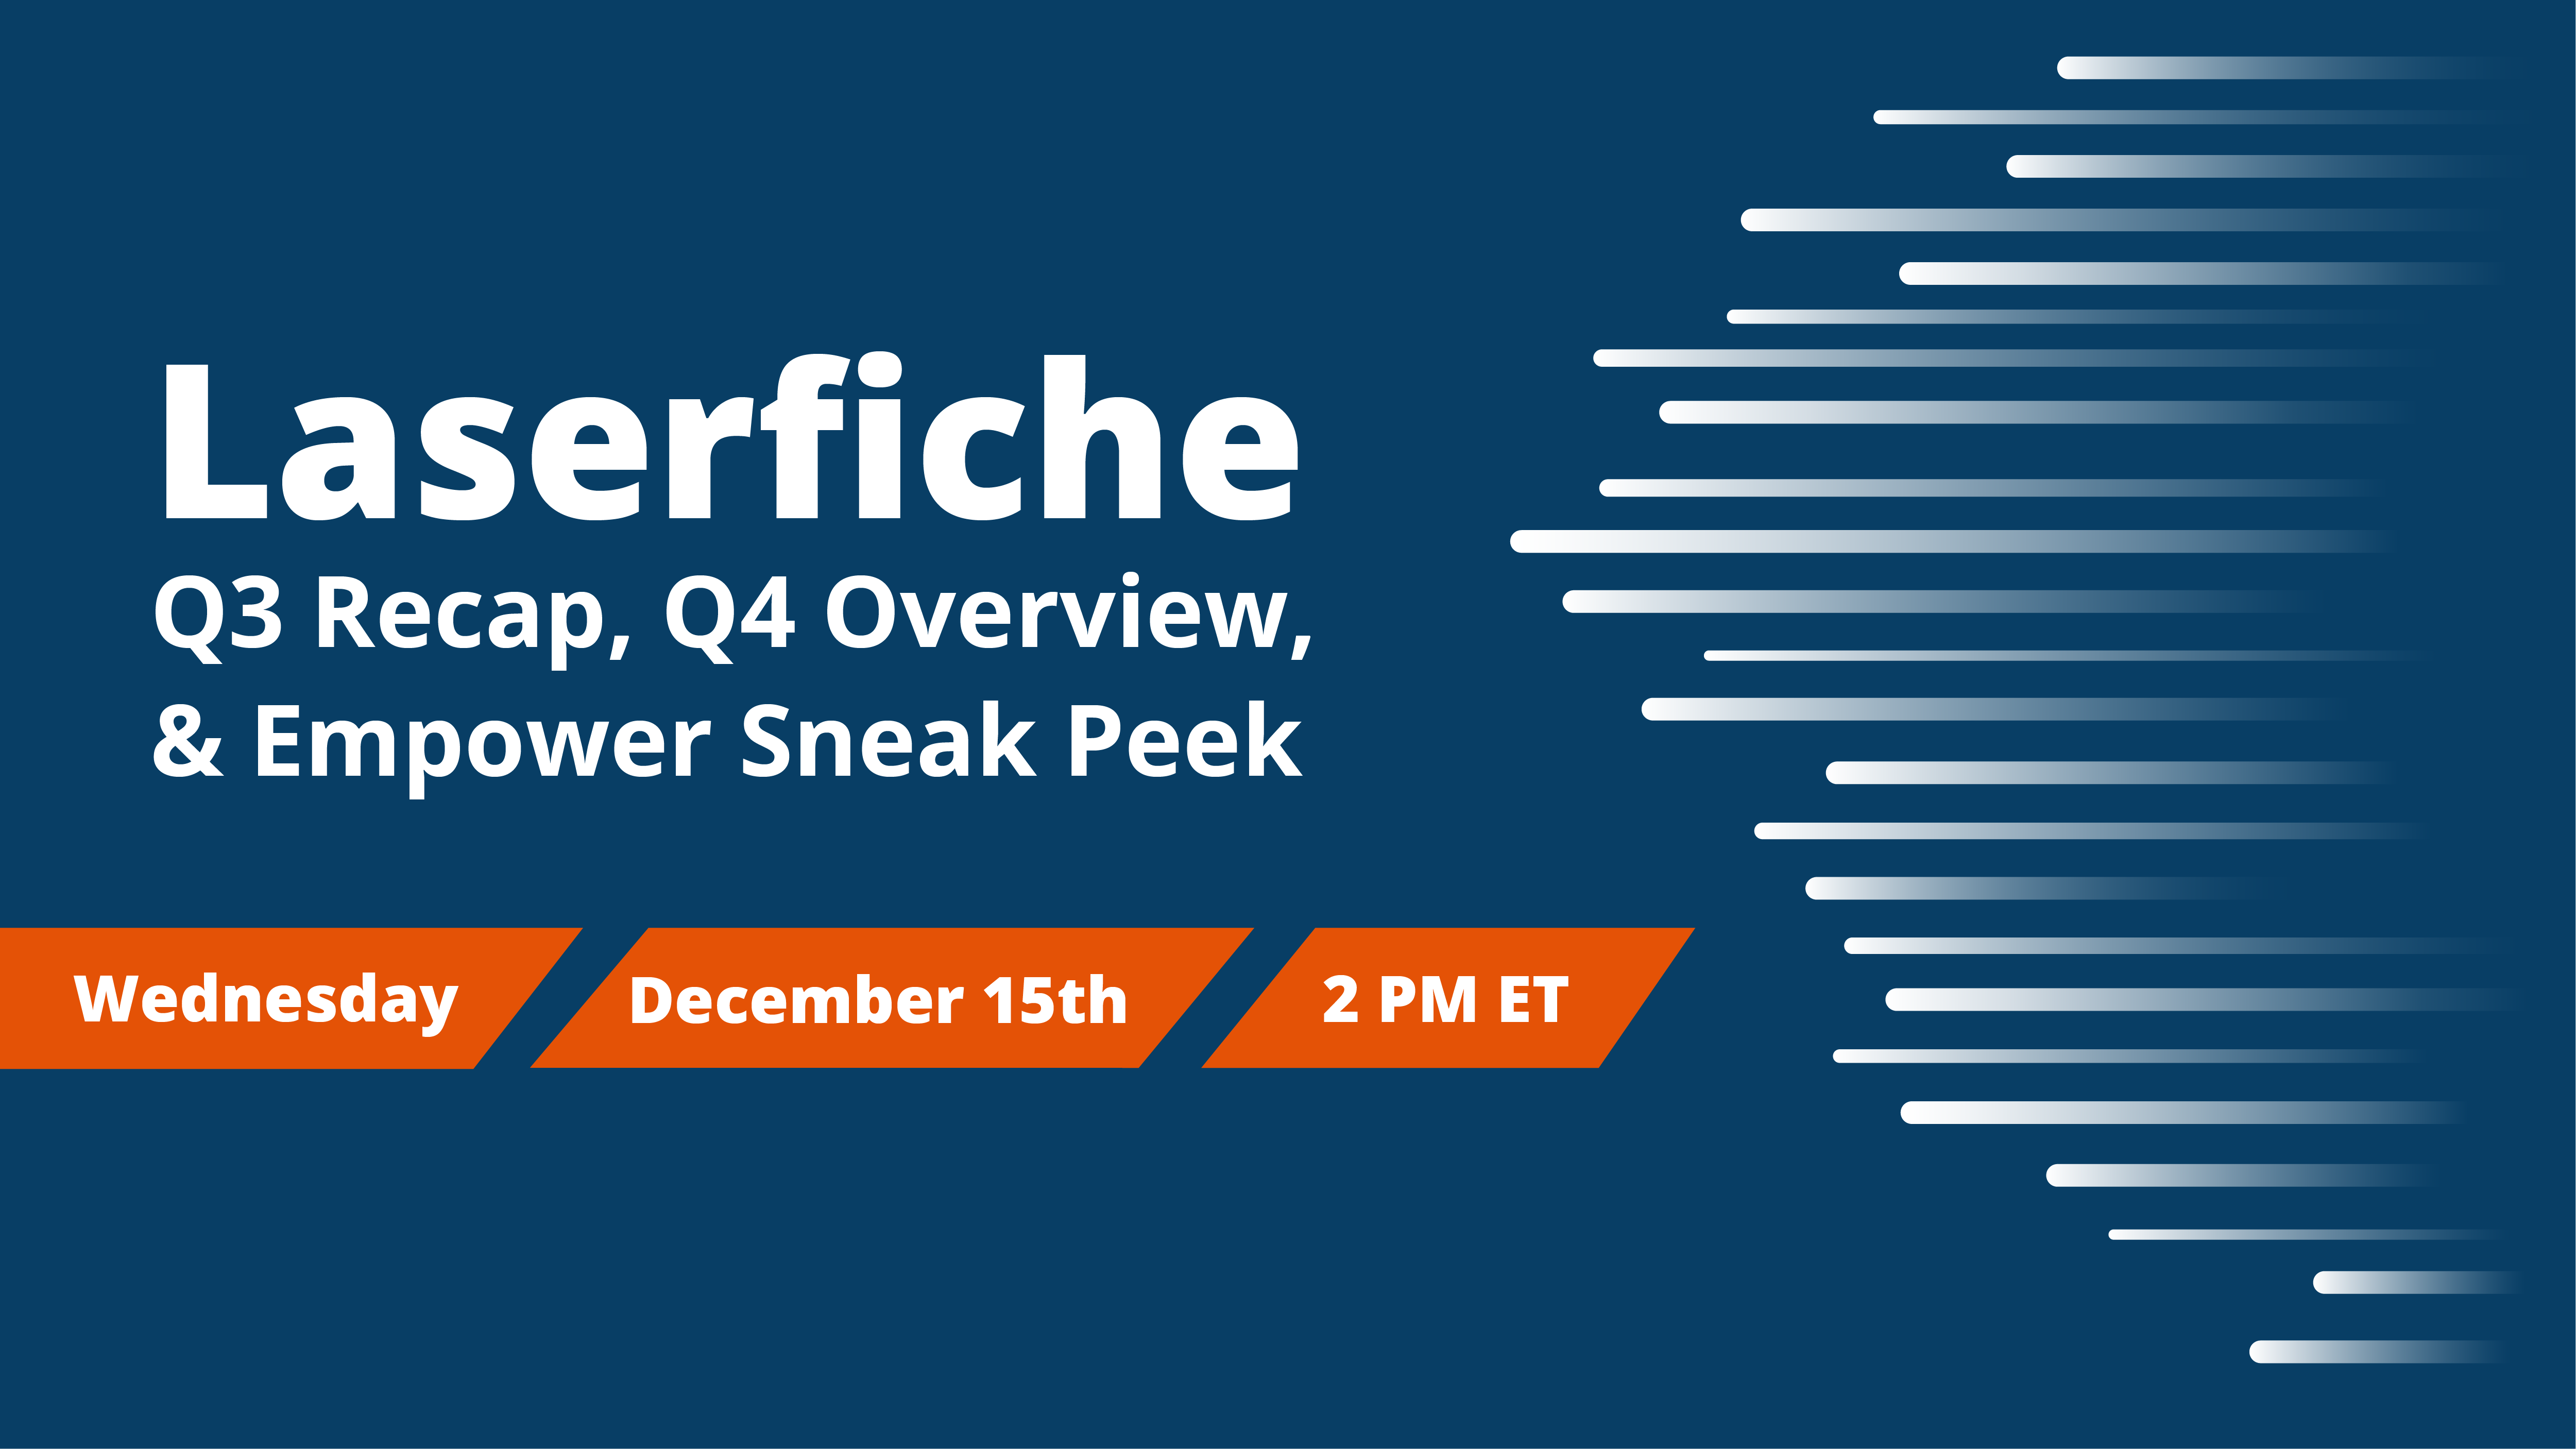 Laserfiche
Q3 Recap, Q4 Overview,
& Empower Sneak Peek
Wednesday
December 15th
2 PM ET